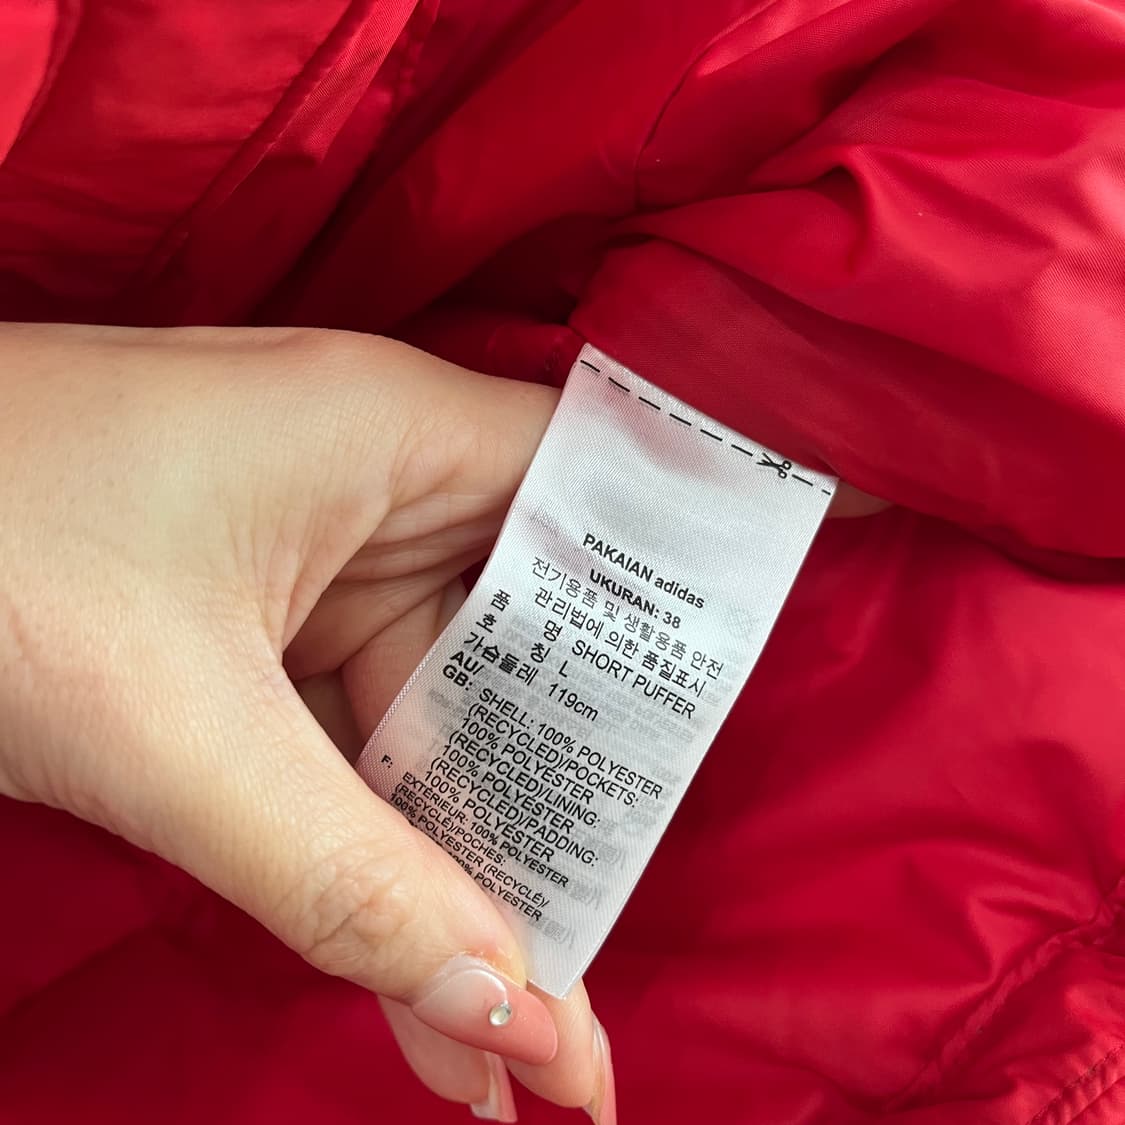 PAKAIAN adidas
UKURAN: 38
전기용품 및 생활용품 안전
관리법에 의한 품질표시
품 명 SHORT PUFFER
호 칭 L
가슴둘레 119cm
AU/
GB: SHELL: 100% POLYESTER
(RECYCLED)/POCKETS:
100% POLYESTER
(RECYCLED)/LINING:
100% POLYESTER
(RECYCLED)/PADDING:
100% POLYESTER
F: EXTÉRIEUR: 100% POLYESTER
(RECYCLÉ)/POCHES:
100% POLYESTER (RECYCLÉ)/
100% POLYESTER